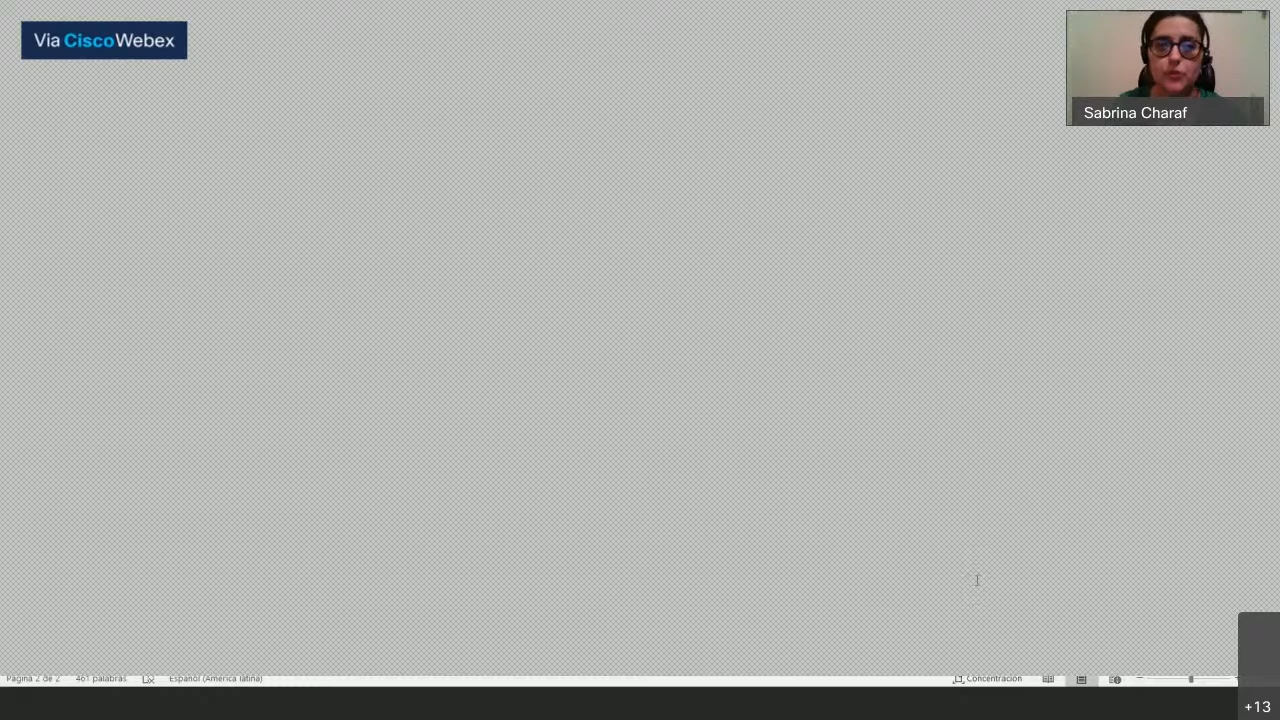 Via CiscoWebex
Sabrina Charaf
Página 2 de 2 461 palabras Español (América latina) Concentración
+13